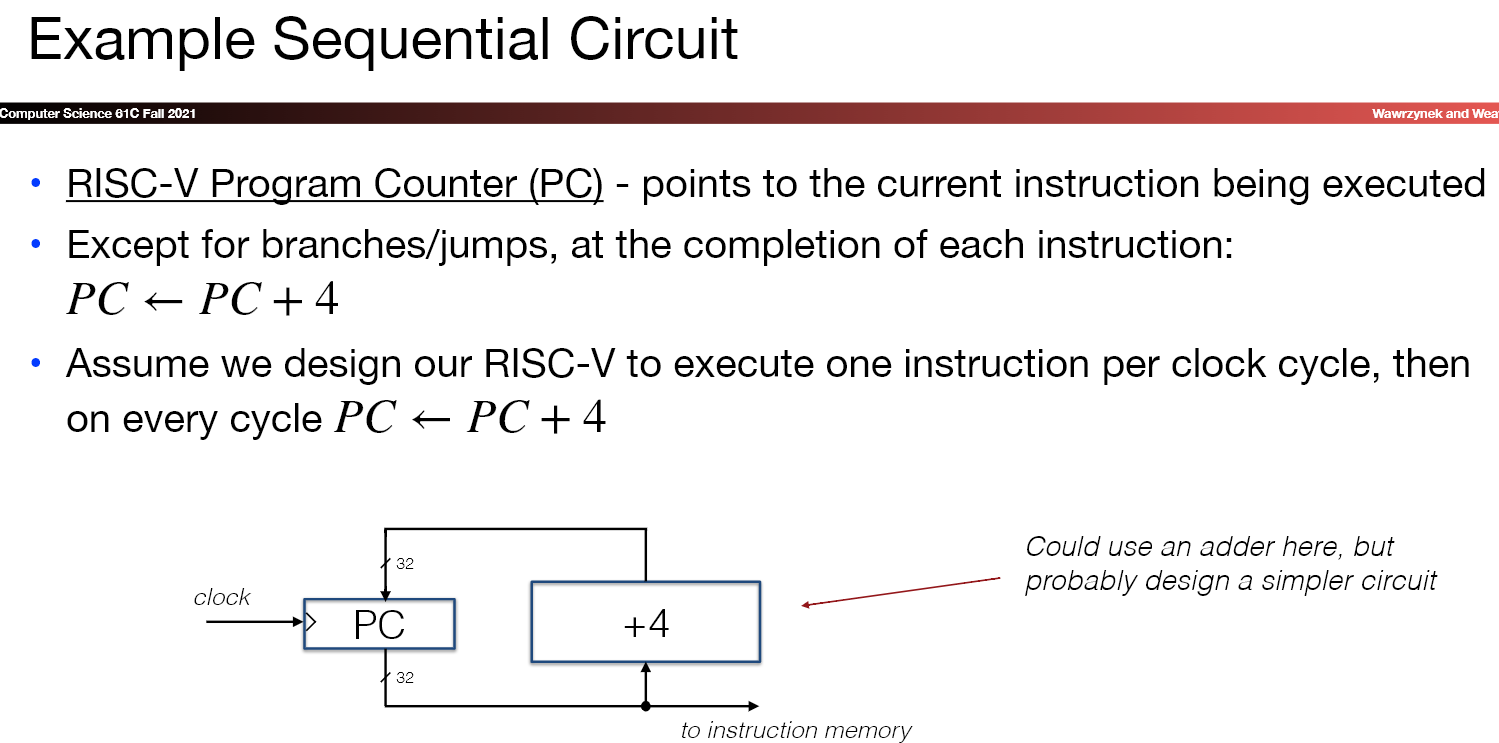 Example Sequential Circuit
Computer Science 61C Fall 2021
Wawrzynek and Wea
• RISC-V Program Counter (PC) - points to the current instruction being executed
• Except for branches/jumps, at the completion of each instruction:
PC ← PC + 4
• Assume we design our RISC-V to execute one instruction per clock cycle, then
on every cycle PC ← PC + 4
32
clock
PC
+4
32
to instruction memory
Could use an adder here, but
probably design a simpler circuit